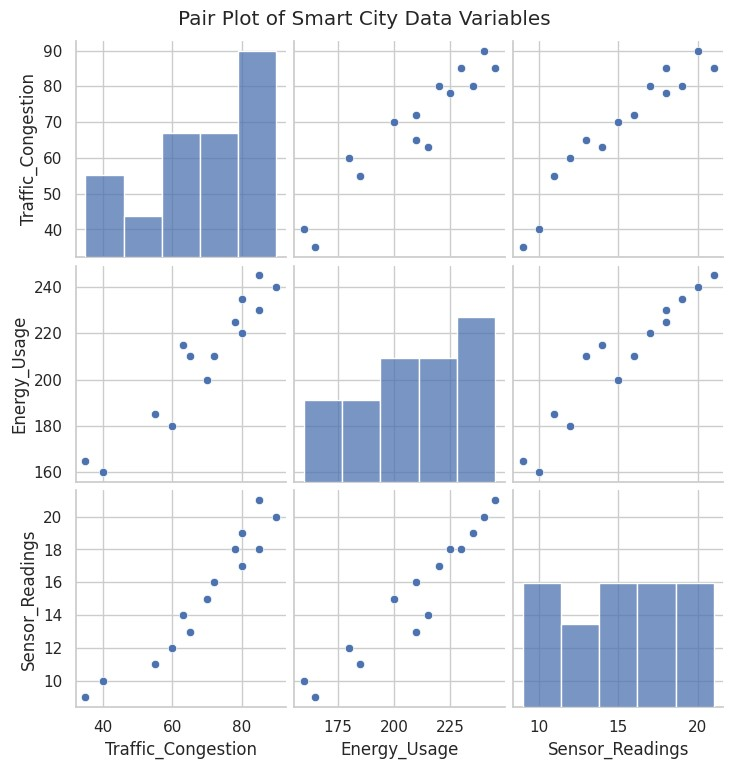 Pair Plot of Smart City Data Variables
90
80
70
60
50
40
Traffic_Congestion
240
220
200
180
160
Energy_Usage
20
18
16
14
12
10
Sensor_Readings
40 60 80
175 200 225
10 15 20
Traffic_Congestion
Energy_Usage
Sensor_Readings